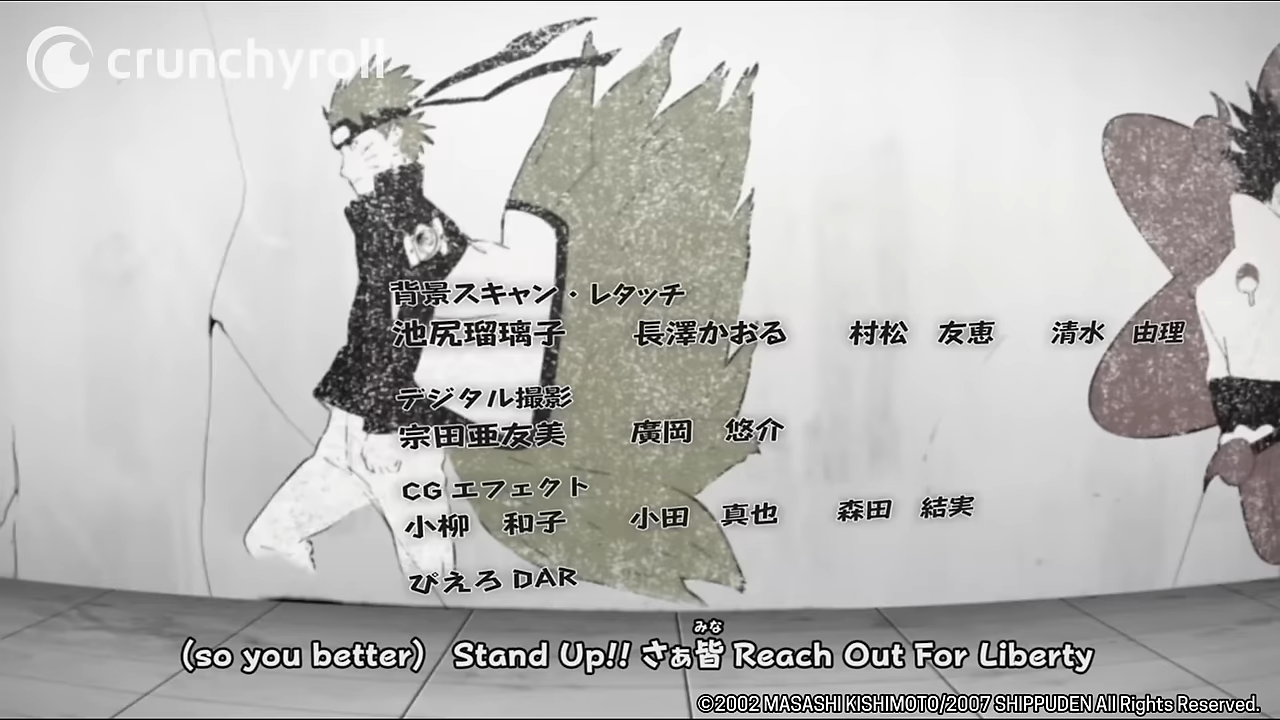 crunchyroll
背景スキャン・レタッチ
池尻瑠璃子　長澤かおる　村松　友恵　清水　由理
デジタル撮影
宗田亜友美　廣岡　悠介
CG エフェクト
小柳　和子　小田　真也　森田　結実
ぴえろ DAR
みな
(so you better)　Stand Up!! さぁ皆 Reach Out For Liberty
©2002 MASASHI KISHIMOTO/2007 SHIPPUDEN All Rights Reserved.